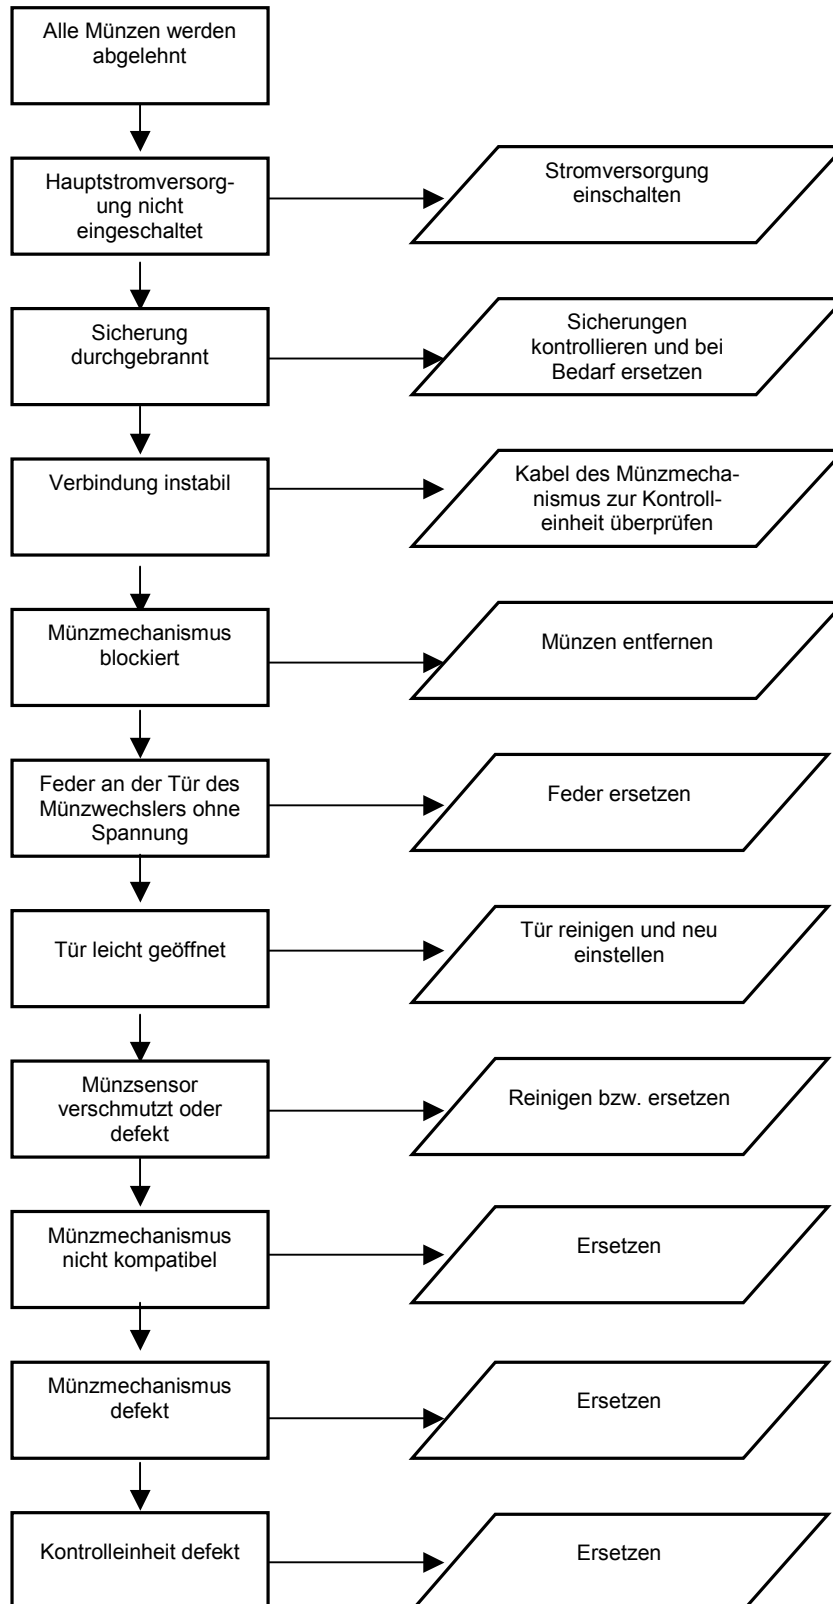 Alle Münzen werden
abgelehnt
Hauptstromversorg-
ung nicht
eingeschaltet
Stromversorgung
einschalten
Sicherung
durchgebrannt
Sicherungen
kontrollieren und bei
Bedarf ersetzen
Verbindung instabil
Kabel des Münzmecha-
nismus zur Kontroll-
einheit überprüfen
Münzmechanismus
blockiert
Münzen entfernen
Feder an der Tür des
Münzwechslers ohne
Spannung
Feder ersetzen
Tür leicht geöffnet
Tür reinigen und neu
einstellen
Münzsensor
verschmutzt oder
defekt
Reinigen bzw. ersetzen
Münzmechanismus
nicht kompatibel
Ersetzen
Münzmechanismus
defekt
Ersetzen
Kontrolleinheit defekt
Ersetzen